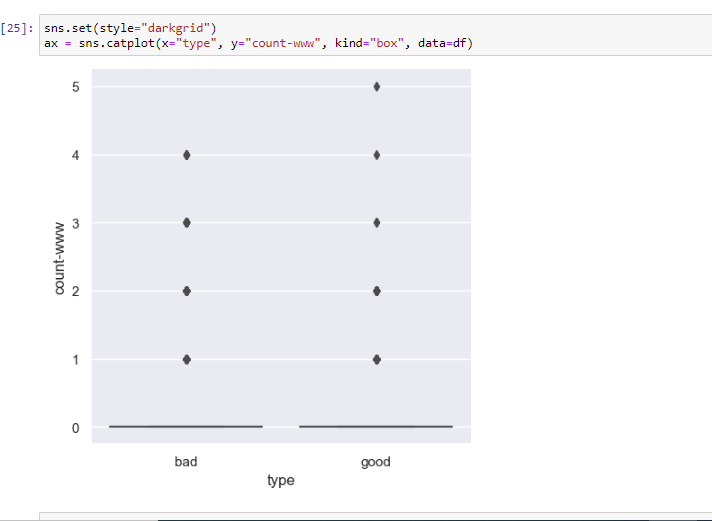 [25]: sns.set(style="darkgrid")
ax = sns.catplot(x="type", y="count-www", kind="box", data=df)
5
4
3
2
1
0
count-www
bad good
type